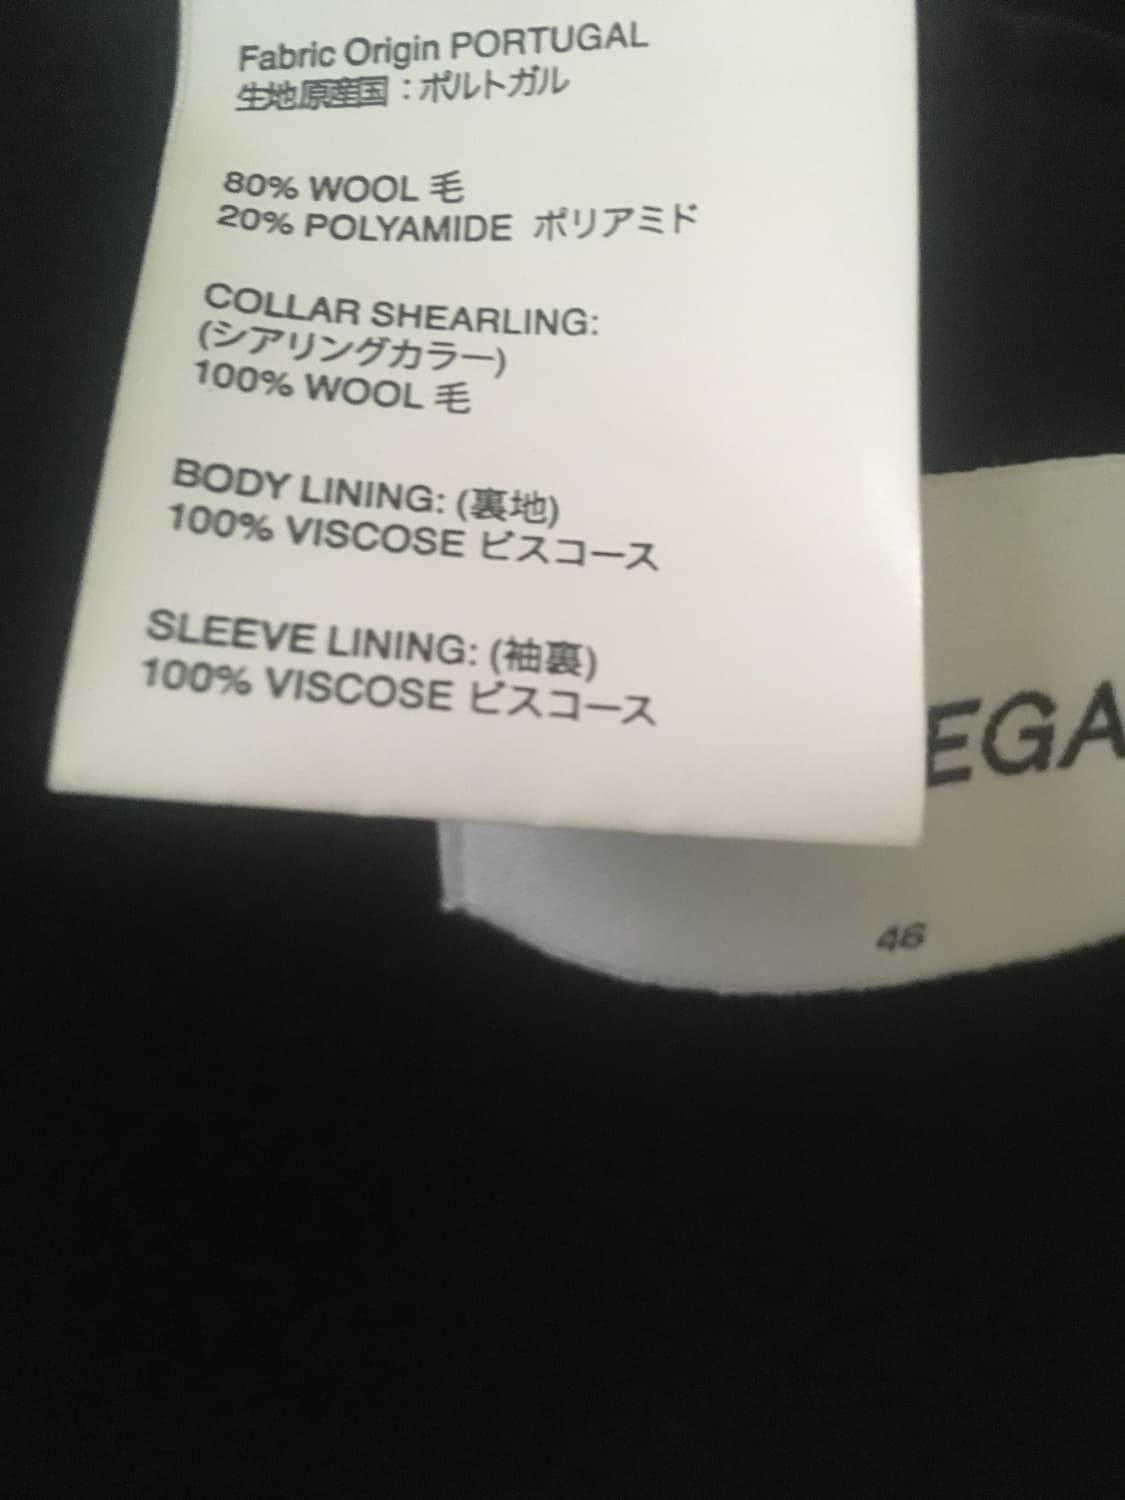 Fabric Origin PORTUGAL
生地原産国：ポルトガル
80% WOOL 毛
20% POLYAMIDE ポリアミド
COLLAR SHEARLING:
(シアリングカラー)
100% WOOL 毛
BODY LINING: (裏地)
100% VISCOSE ビスコース
SLEEVE LINING: (袖裏)
100% VISCOSE ビスコース
EGA
46